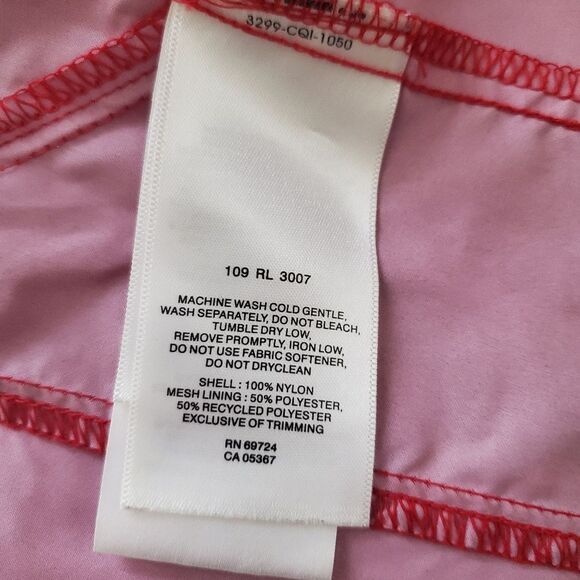 3299-CQI-1050
109 RL 3007
MACHINE WASH COLD GENTLE,
WASH SEPARATELY, DO NOT BLEACH,
TUMBLE DRY LOW,
REMOVE PROMPTLY, IRON LOW,
DO NOT USE FABRIC SOFTENER,
DO NOT DRYCLEAN
SHELL : 100% NYLON
MESH LINING : 50% POLYESTER,
50% RECYCLED POLYESTER
EXCLUSIVE OF TRIMMING
RN 69724
CA 05367